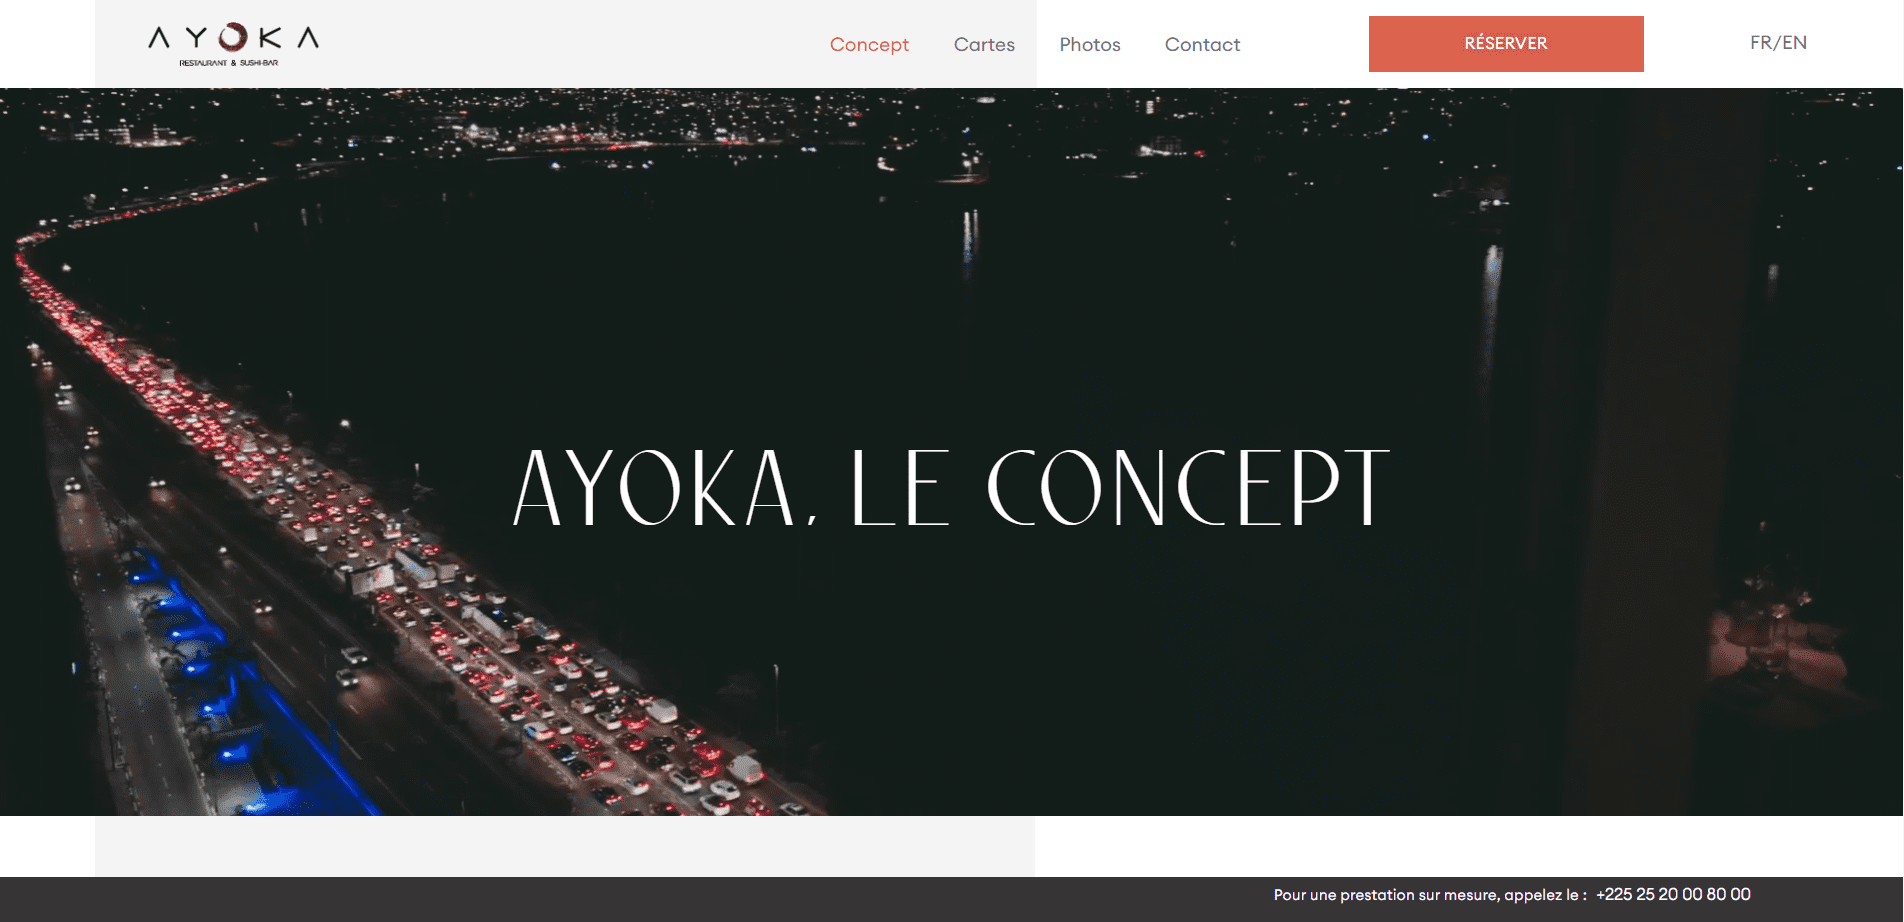 AYOKA
RESTAURANT & SUSHI-BAR
Concept
Cartes
Photos
Contact
RÉSERVER
FR/EN
AYOKA, LE CONCEPT
Pour une prestation sur mesure, appelez le : +225 25 20 00 80 00